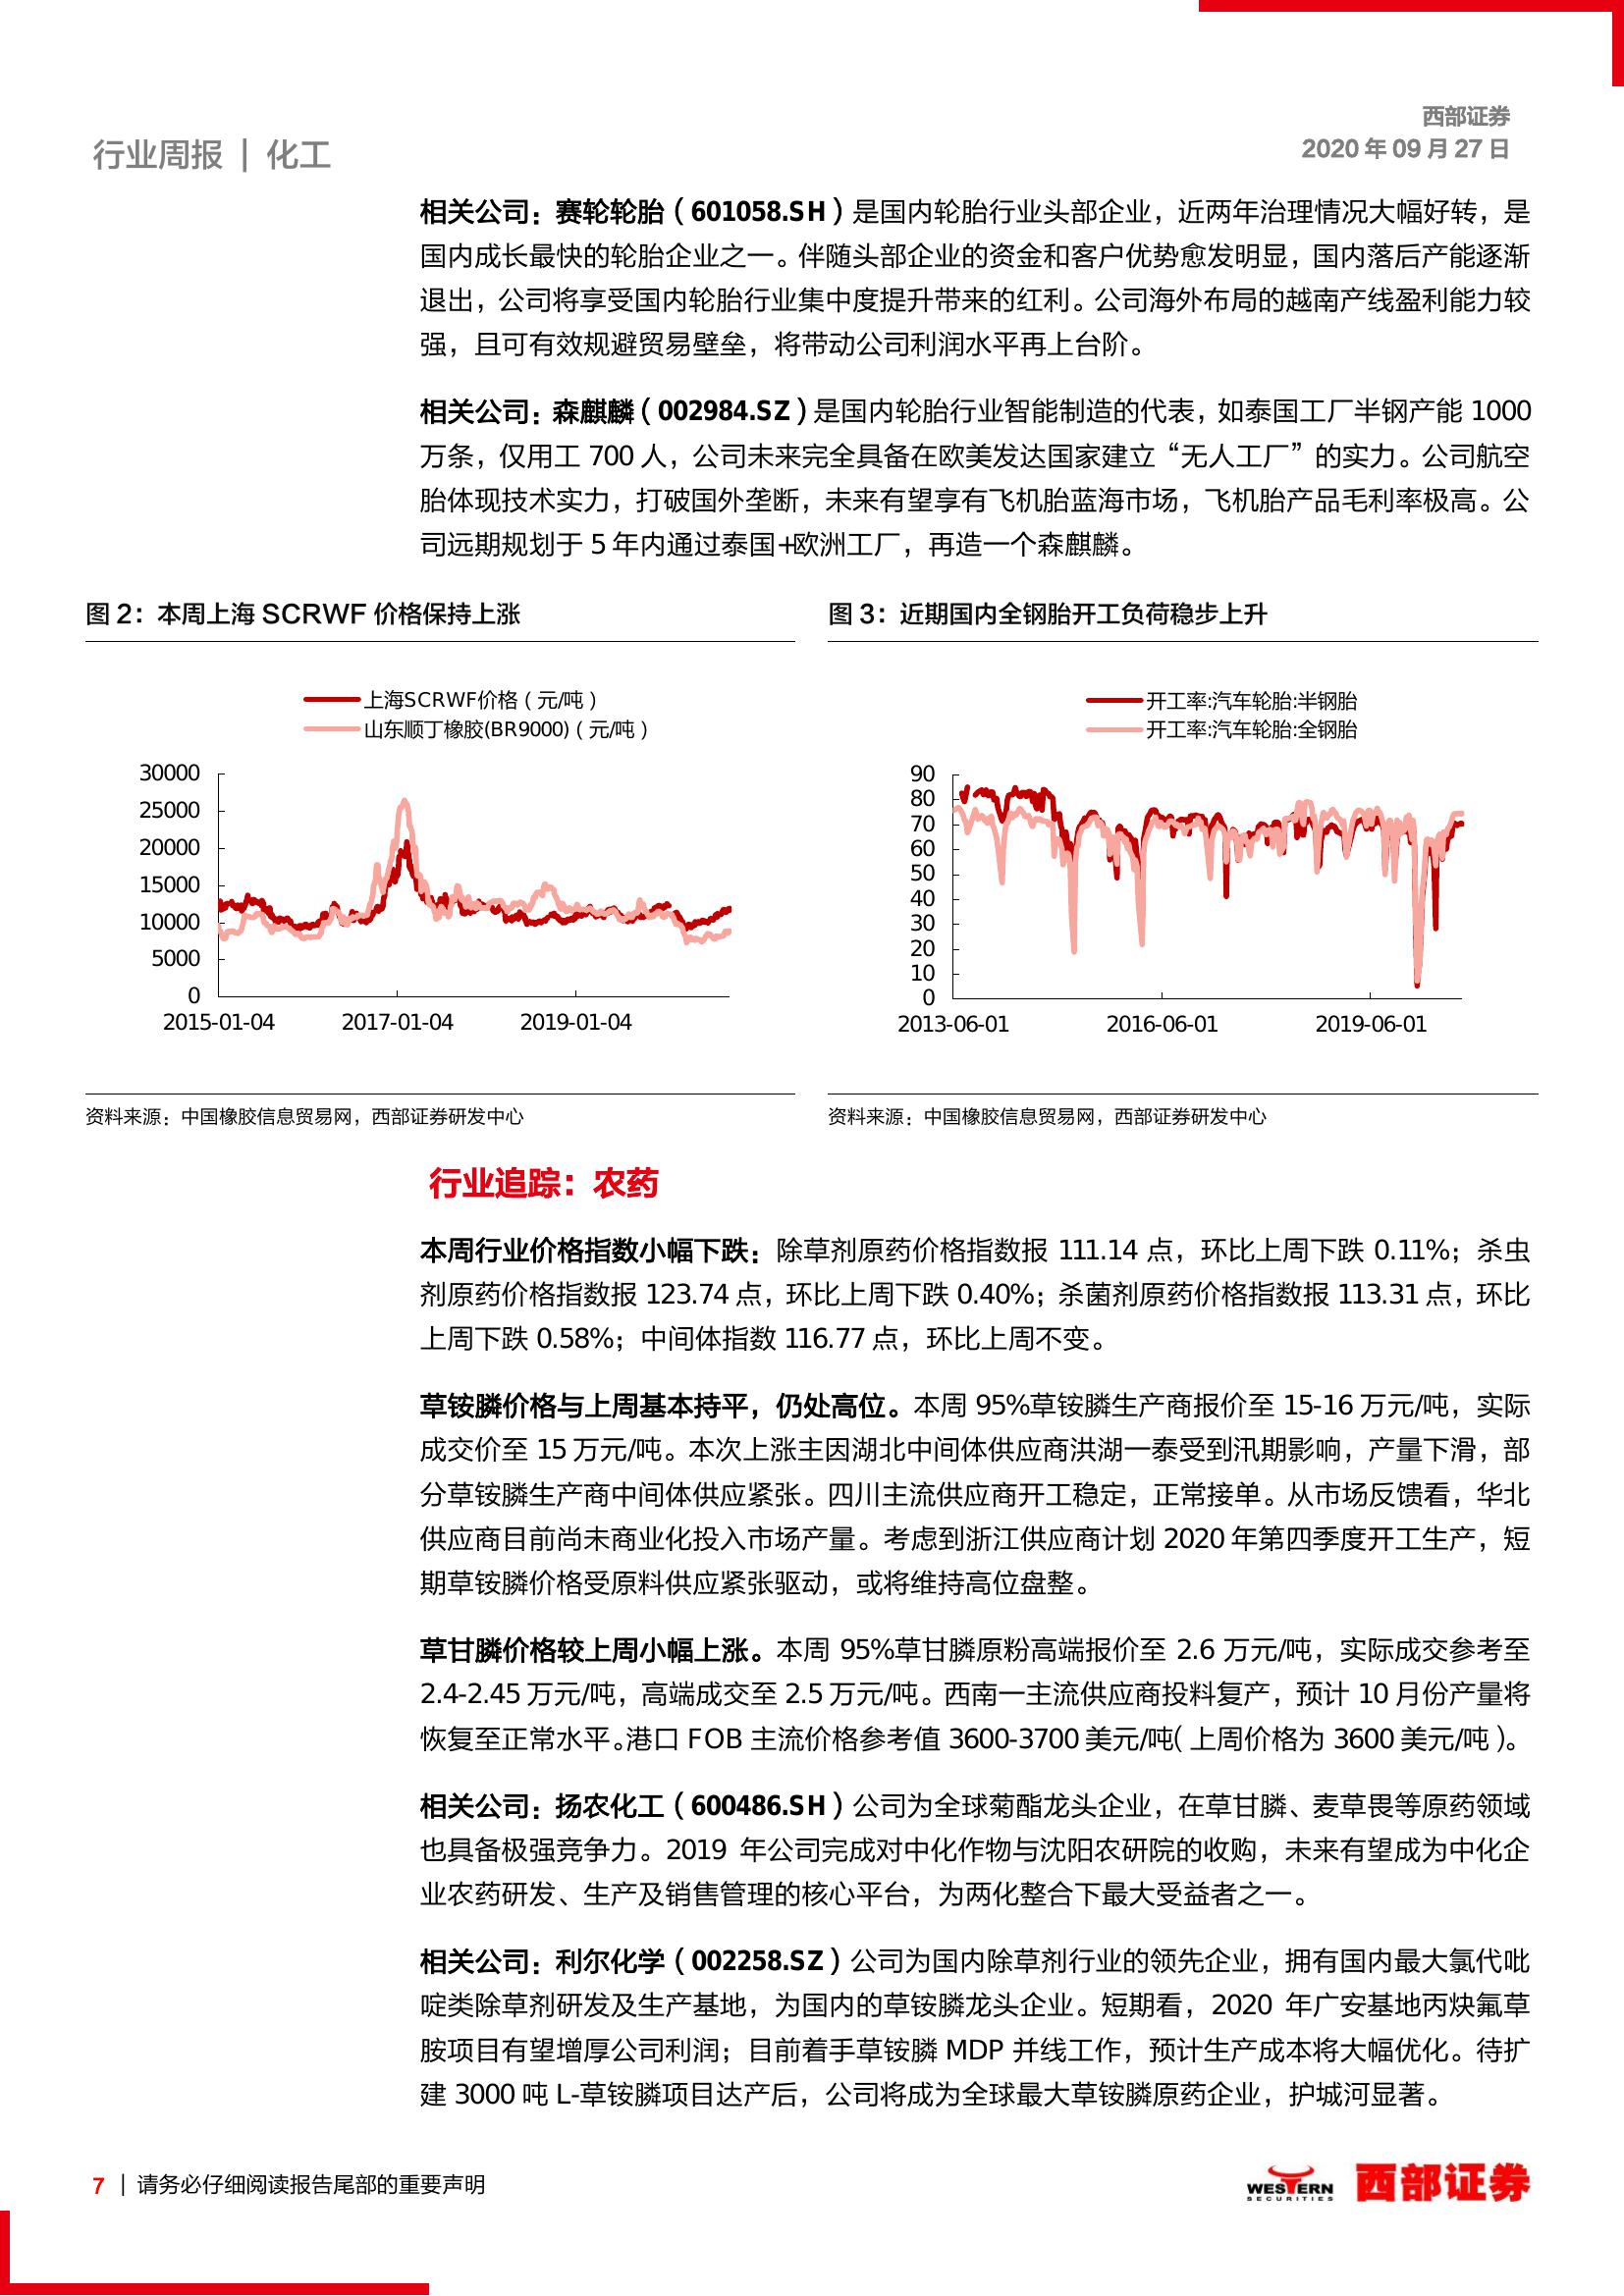 西部证券
2020 年 09 月 27 日
行业周报 | 化工
相关公司：赛轮轮胎（601058.SH）是国内轮胎行业头部企业，近两年治理情况大幅好转，是
国内成长最快的轮胎企业之一。伴随头部企业的资金和客户优势愈发明显，国内落后产能逐渐
退出，公司将享受国内轮胎行业集中度提升带来的红利。公司海外布局的越南产线盈利能力较
强，且可有效规避贸易壁垒，将带动公司利润水平再上台阶。
相关公司：森麒麟（002984.SZ）是国内轮胎行业智能制造的代表，如泰国工厂半钢产能 1000
万条，仅用工 700 人，公司未来完全具备在欧美发达国家建立“无人工厂”的实力。公司航空
胎体现技术实力，打破国外垄断，未来有望享有飞机胎蓝海市场，飞机胎产品毛利率极高。公
司远期规划于 5 年内通过泰国+欧洲工厂，再造一个森麒麟。
图 2：本周上海 SCRWF 价格保持上涨
上海SCRWF价格（元/吨）
山东顺丁橡胶(BR9000)（元/吨）
30000
25000
20000
15000
10000
5000
0
2015-01-04 2017-01-04 2019-01-04
资料来源：中国橡胶信息贸易网，西部证券研发中心
图 3：近期国内全钢胎开工负荷稳步上升
开工率:汽车轮胎:半钢胎
开工率:汽车轮胎:全钢胎
90
80
70
60
50
40
30
20
10
0
2013-06-01 2016-06-01 2019-06-01
资料来源：中国橡胶信息贸易网，西部证券研发中心
行业追踪：农药
本周行业价格指数小幅下跌：除草剂原药价格指数报 111.14 点，环比上周下跌 0.11%；杀虫
剂原药价格指数报 123.74 点，环比上周下跌 0.40%；杀菌剂原药价格指数报 113.31 点，环比
上周下跌 0.58%；中间体指数 116.77 点，环比上周不变。
草铵膦价格与上周基本持平，仍处高位。本周 95%草铵膦生产商报价至 15-16 万元/吨，实际
成交价至 15 万元/吨。本次上涨主因湖北中间体供应商洪湖一泰受到汛期影响，产量下滑，部
分草铵膦生产商中间体供应紧张。四川主流供应商开工稳定，正常接单。从市场反馈看，华北
供应商目前尚未商业化投入市场产量。考虑到浙江供应商计划 2020 年第四季度开工生产，短
期草铵膦价格受原料供应紧张驱动，或将维持高位盘整。
草甘膦价格较上周小幅上涨。本周 95%草甘膦原粉高端报价至 2.6 万元/吨，实际成交参考至
2.4-2.45 万元/吨，高端成交至 2.5 万元/吨。西南一主流供应商投料复产，预计 10 月份产量将
恢复至正常水平。港口 FOB 主流价格参考值 3600-3700 美元/吨（上周价格为 3600 美元/吨）。
相关公司：扬农化工（600486.SH）公司为全球菊酯龙头企业，在草甘膦、麦草畏等原药领域
也具备极强竞争力。2019 年公司完成对中化作物与沈阳农研院的收购，未来有望成为中化企
业农药研发、生产及销售管理的核心平台，为两化整合下最大受益者之一。
相关公司：利尔化学（002258.SZ）公司为国内除草剂行业的领先企业，拥有国内最大氯代吡
啶类除草剂研发及生产基地，为国内的草铵膦龙头企业。短期看，2020 年广安基地丙炔氟草
胺项目有望增厚公司利润；目前着手草铵膦 MDP 并线工作，预计生产成本将大幅优化。待扩
建 3000 吨 L-草铵膦项目达产后，公司将成为全球最大草铵膦原药企业，护城河显著。
7 | 请务必仔细阅读报告尾部的重要声明
WESTERN
SECURITIES
西部证券